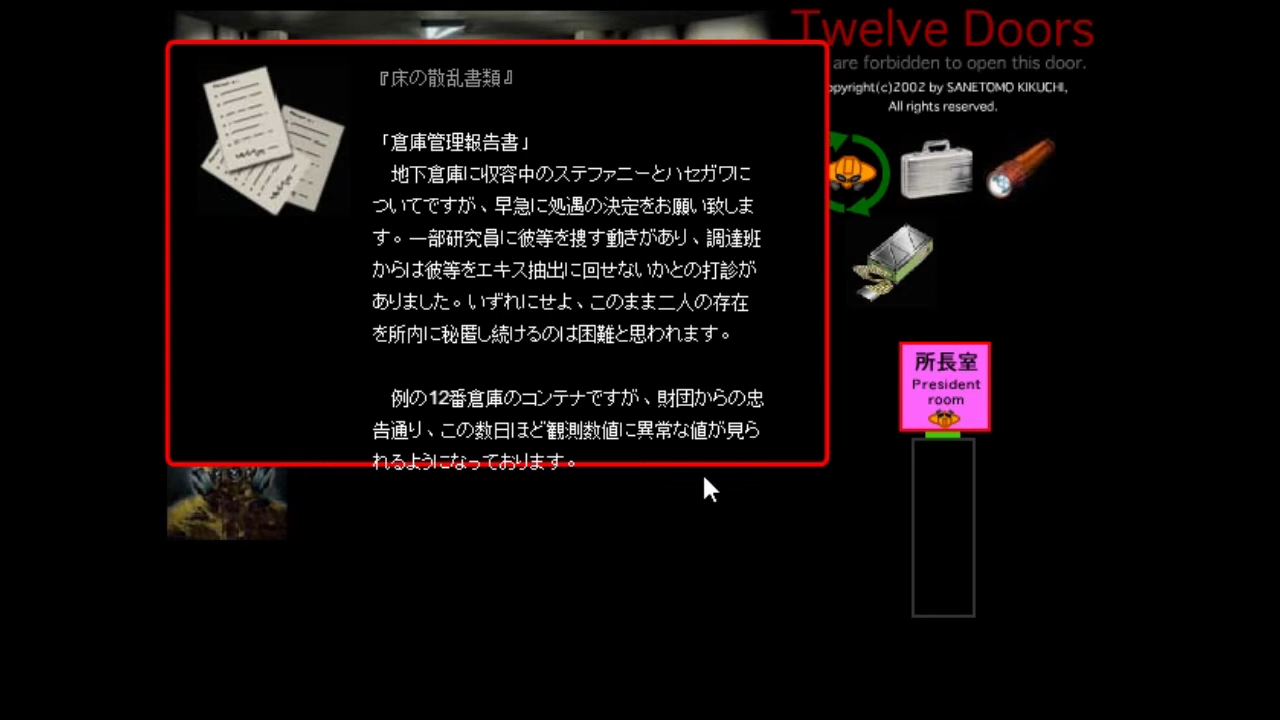 『床の散乱書類』
「倉庫管理報告書」
地下倉庫に収容中のステファニーとハセガワに
ついてですが、早急に処遇の決定をお願い致しま
す。一部研究員に彼等を捜す動きがあり、調達班
からは彼等をエキス抽出に回せないかとの打診が
ありました。いずれにせよ、このまま二人の存在
を所内に秘匿し続けるのは困難と思われます。
例の12番倉庫のコンテナですが、財団からの忠
告通り、この数日ほど観測数値に異常な値が見ら
れるようになっております。
Twelve Doors
are forbidden to open this door.
opyright(c)2002 by SANETOMO KIKUCHI,
All rights reserved.
所長室
President
room